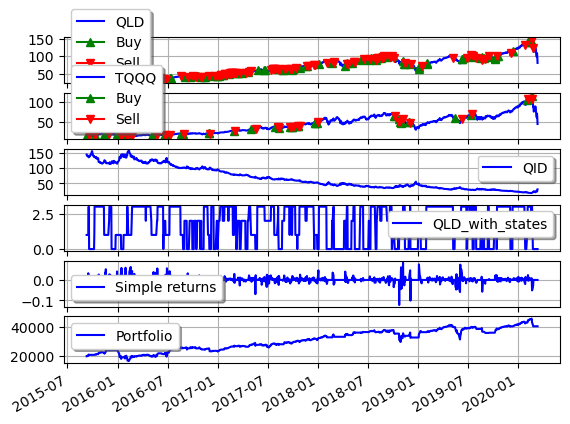 QLD
Buy
Sell
150
100
50
TQQQ
Buy
Sell
100
50
150
100
50
QID
2.5
0.0
QLD_with_states
0.0
−0.1
Simple returns
40000
20000
Portfolio
2015-07
2016-01
2016-07
2017-01
2017-07
2018-01
2018-07
2019-01
2019-07
2020-01